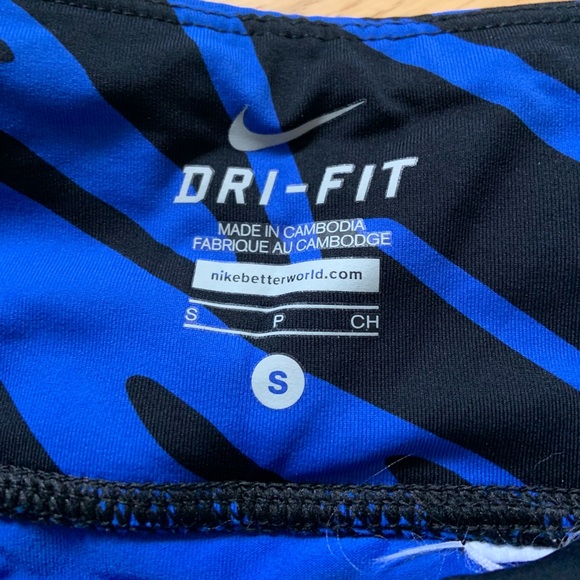 DRI-FIT
MADE IN CAMBODIA
FABRIQUE AU CAMBODGE
nikebetterworld.com
S P CH
S